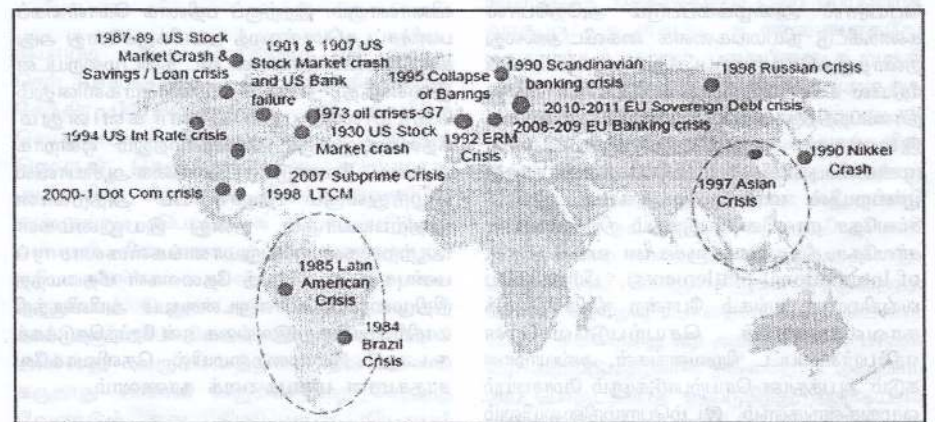 1987-89 US Stock
Market Crash &
Savings / Loan crisis
1901 & 1907 US
Stock Market crash
and US Bank
failure
1973 oil crises-G7
1994 US Int Rate crisis
1930 US Stock
Market crash
2007 Subprime Crisis
2000-1 Dot Com crisis
1998 LTCM
1995 Collapse
of Barings
1990 Scandinavian
banking crisis
1998 Russian Crisis
2010-2011 EU Sovereign Debt crisis
2008-209 EU Banking crisis
1992 ERM
Crisis
1990 Nikkei
Crash
1997 Asian
Crisis
1985 Latin
American
Crisis
1984
Brazil
Crisis